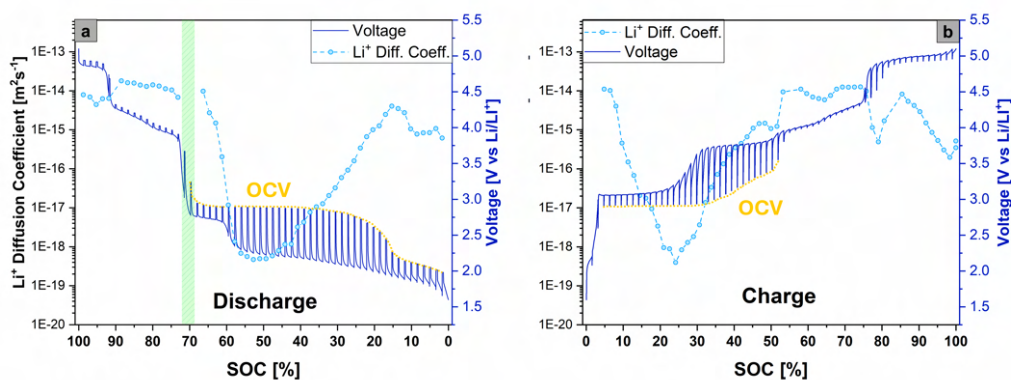 a
Voltage
Li⁺ Diff. Coeff.
Li⁺ Diffusion Coefficient [m²s⁻¹]
1E-13
1E-14
1E-15
1E-16
1E-17
1E-18
1E-19
1E-20
OCV
Discharge
5.5
5.0
4.5
4.0
3.5
3.0
2.5
2.0
1.5
Voltage [V vs Li/Li⁺]
100 90 80 70 60 50 40 30 20 10 0
SOC [%]
Li⁺ Diff. Coeff.
Voltage
b
1E-13
1E-14
1E-15
1E-16
1E-17
1E-18
1E-19
1E-20
OCV
Charge
5.5
5.0
4.5
4.0
3.5
3.0
2.5
2.0
1.5
Voltage [V vs Li/Li⁺]
0 10 20 30 40 50 60 70 80 90 100
SOC [%]